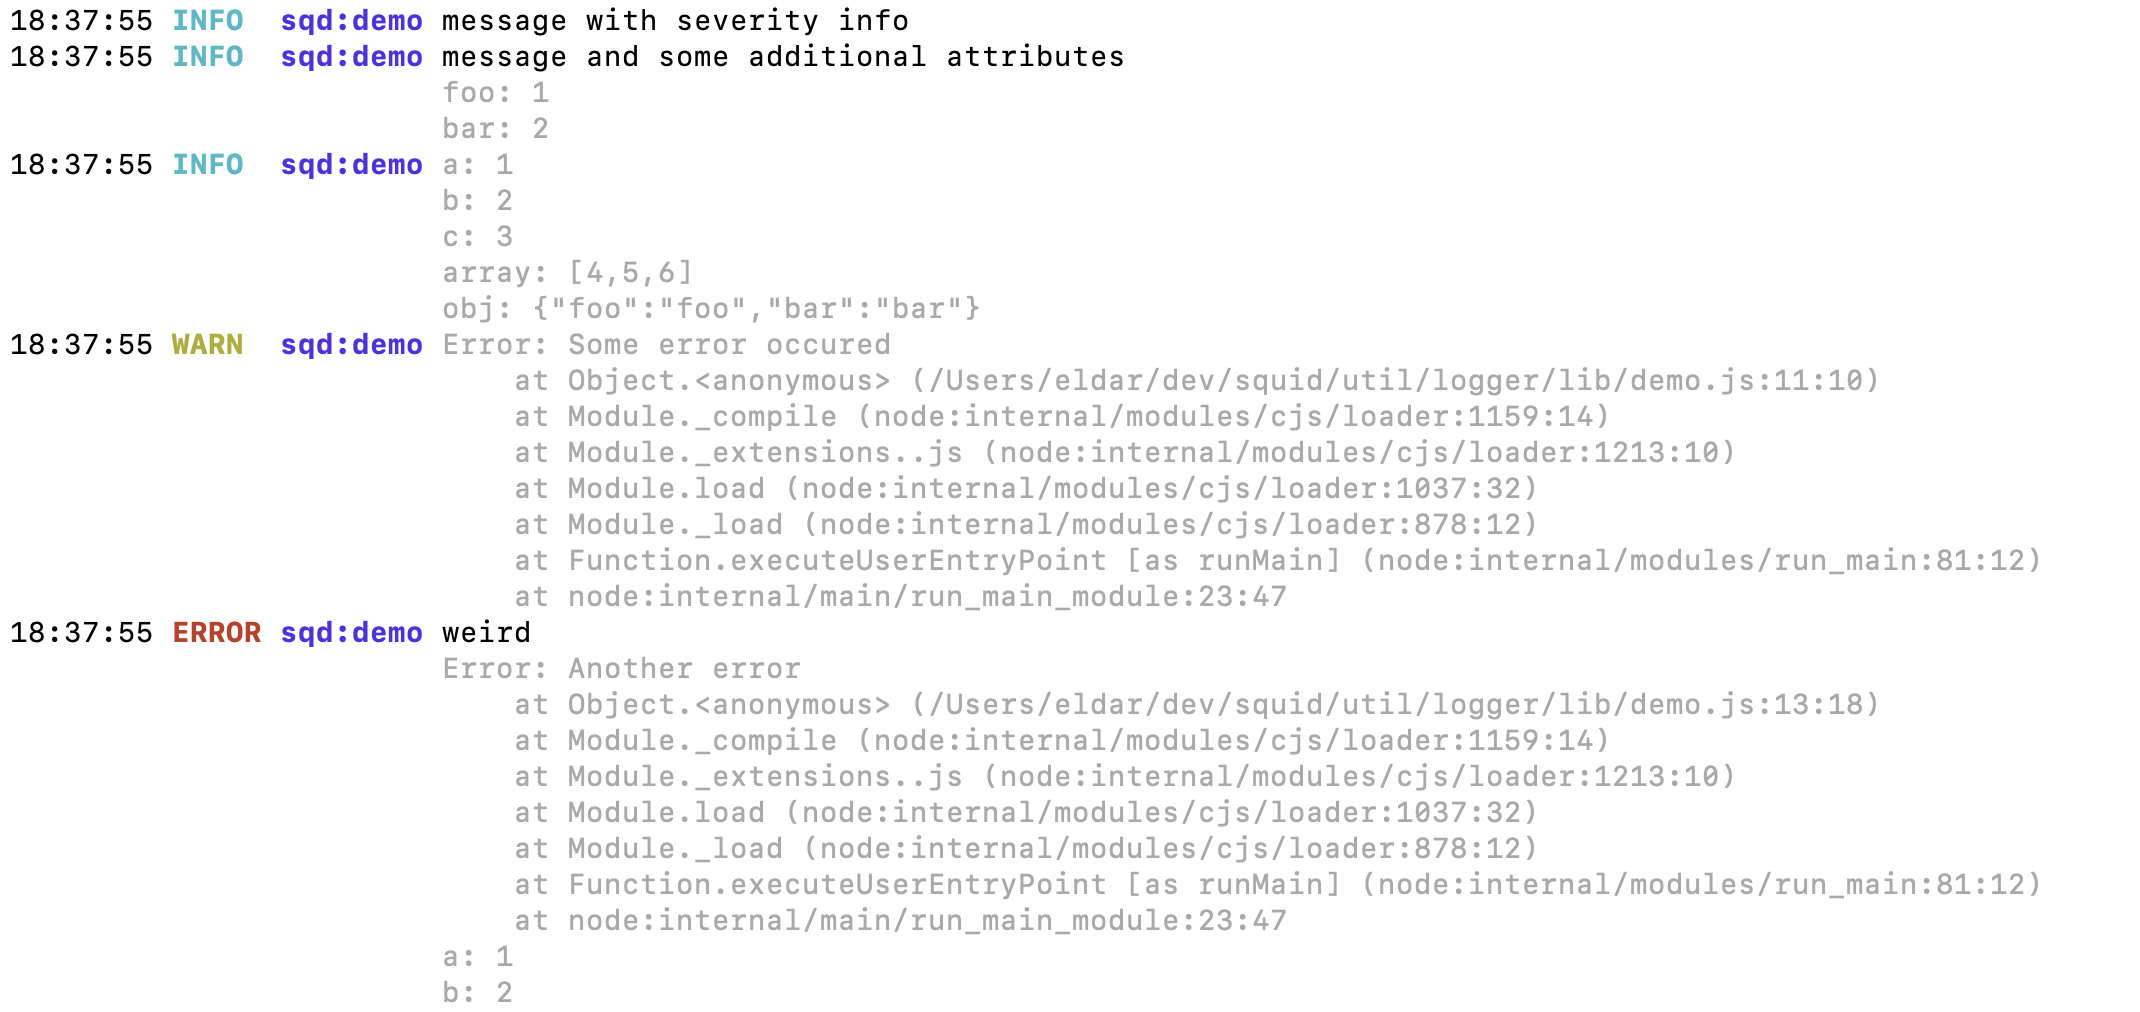 18:37:55 INFO  sqd:demo message with severity info
18:37:55 INFO  sqd:demo message and some additional attributes
foo: 1
bar: 2
18:37:55 INFO  sqd:demo a: 1
b: 2
c: 3
array: [4,5,6]
obj: {"foo":"foo","bar":"bar"}
18:37:55 WARN  sqd:demo Error: Some error occured
at Object.<anonymous> (/Users/eldar/dev/squid/util/logger/lib/demo.js:11:10)
at Module._compile (node:internal/modules/cjs/loader:1159:14)
at Module._extensions..js (node:internal/modules/cjs/loader:1213:10)
at Module.load (node:internal/modules/cjs/loader:1037:32)
at Module._load (node:internal/modules/cjs/loader:878:12)
at Function.executeUserEntryPoint [as runMain] (node:internal/modules/run_main:81:12)
at node:internal/main/run_main_module:23:47
18:37:55 ERROR sqd:demo weird
Error: Another error
at Object.<anonymous> (/Users/eldar/dev/squid/util/logger/lib/demo.js:13:18)
at Module._compile (node:internal/modules/cjs/loader:1159:14)
at Module._extensions..js (node:internal/modules/cjs/loader:1213:10)
at Module.load (node:internal/modules/cjs/loader:1037:32)
at Module._load (node:internal/modules/cjs/loader:878:12)
at Function.executeUserEntryPoint [as runMain] (node:internal/modules/run_main:81:12)
at node:internal/main/run_main_module:23:47
a: 1
b: 2